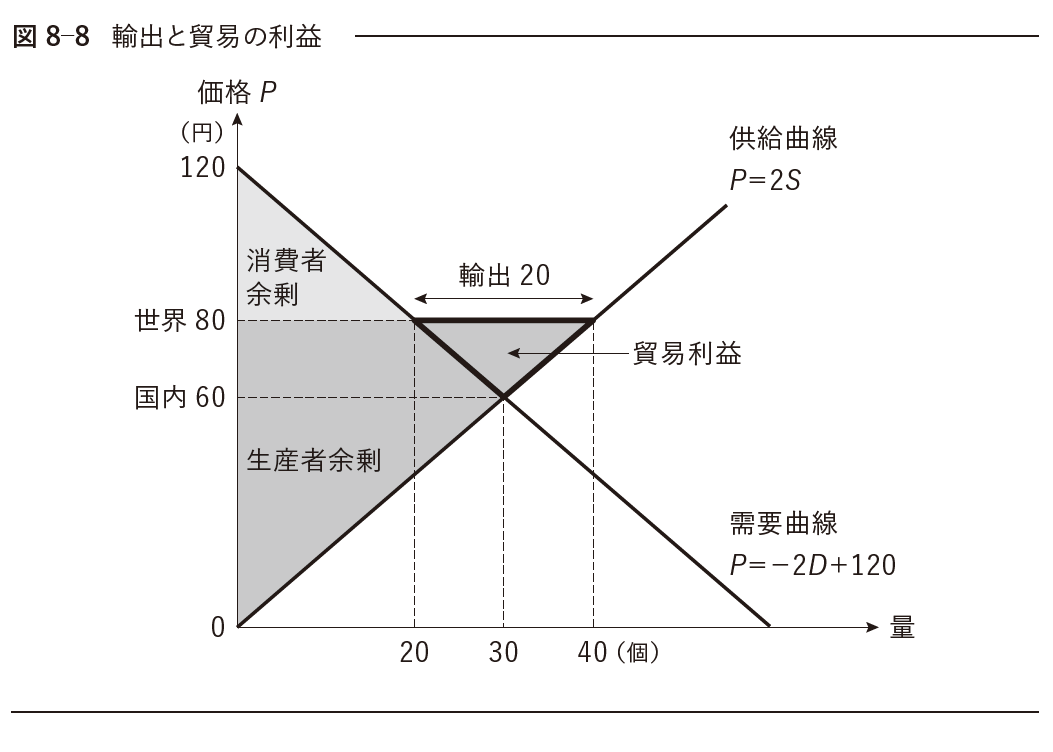 図 8–8 輸出と貿易の利益
価格 P
（円）
120
供給曲線
P=2S
消費者
余剰
輸出 20
世界 80
貿易利益
国内 60
生産者余剰
需要曲線
P=−2D+120
0
量
20
30
40（個）